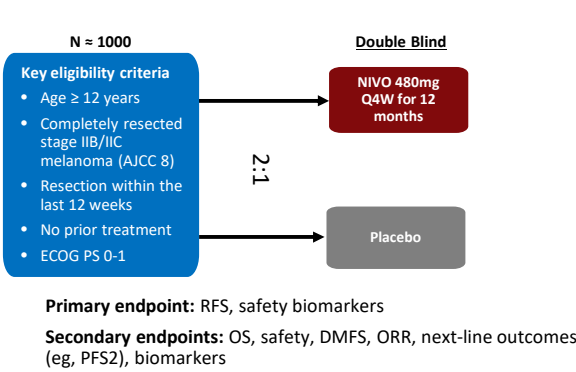 N ≈ 1000
Double Blind
Key eligibility criteria
• Age ≥ 12 years
• Completely resected
stage IIB/IIC
melanoma (AJCC 8)
• Resection within the
last 12 weeks
• No prior treatment
• ECOG PS 0-1
NIVO 480mg
Q4W for 12
months
2:1
Placebo
Primary endpoint: RFS, safety biomarkers
Secondary endpoints: OS, safety, DMFS, ORR, next-line outcomes
(eg, PFS2), biomarkers